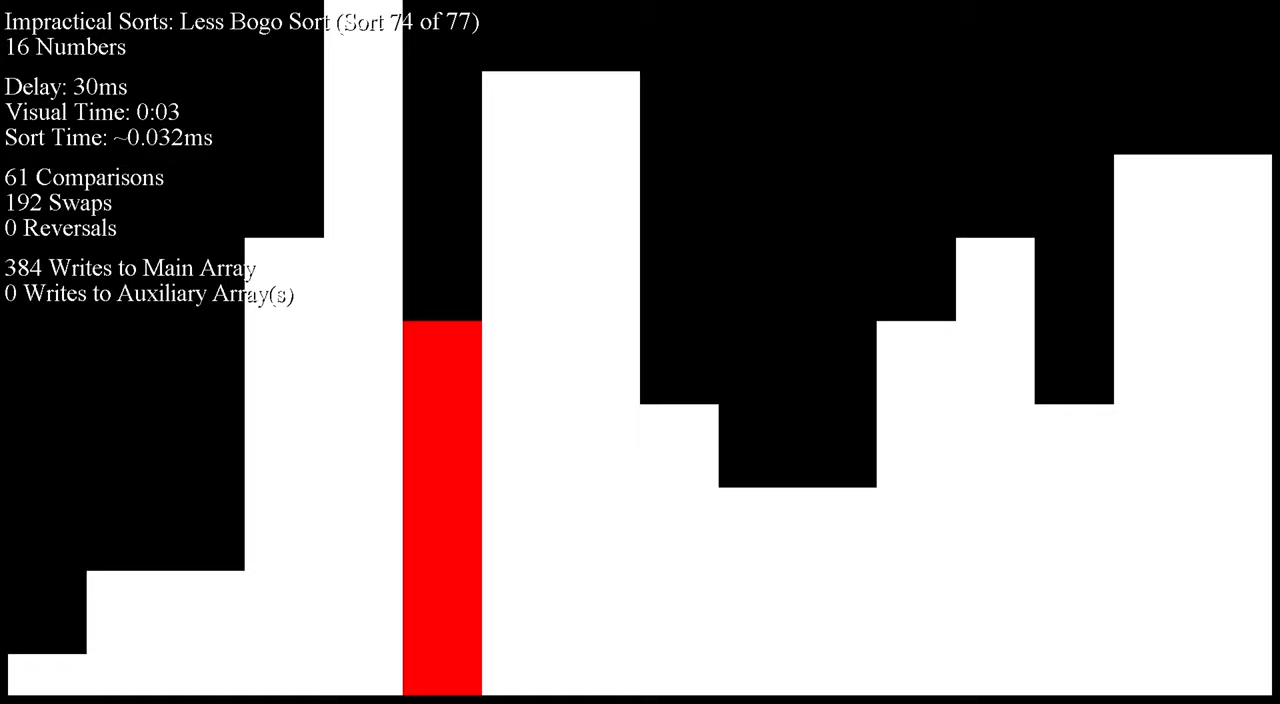 Impractical Sorts: Less Bogo Sort (Sort 74 of 77)
16 Numbers
Delay: 30ms
Visual Time: 0:03
Sort Time: ~0.032ms
61 Comparisons
192 Swaps
0 Reversals
384 Writes to Main Array
0 Writes to Auxiliary Array(s)